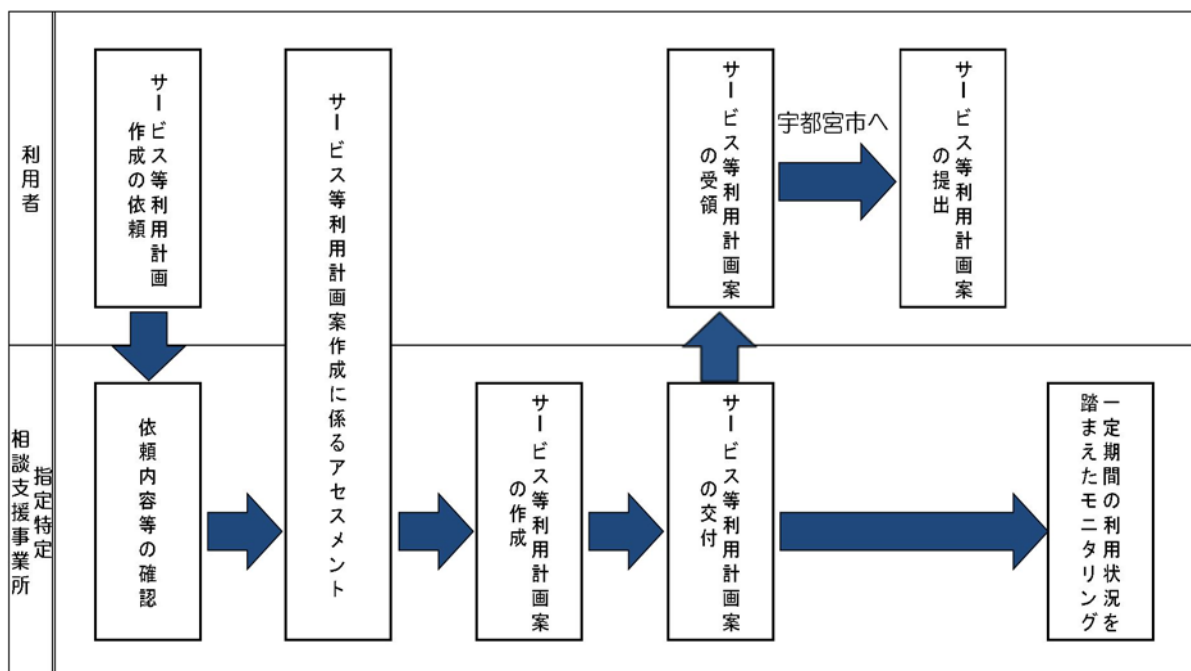 利用者
サービス等利用計画
作成の依頼
サービス等利用計画案作成に係るアセスメント
サービス等利用計画案
の受領
宇都宮市へ
サービス等利用計画案
の提出
指定特定
相談支援事業所
依頼内容等の確認
サービス等利用計画案
の作成
サービス等利用計画案
の交付
一定期間の利用状況を
踏まえたモニタリング